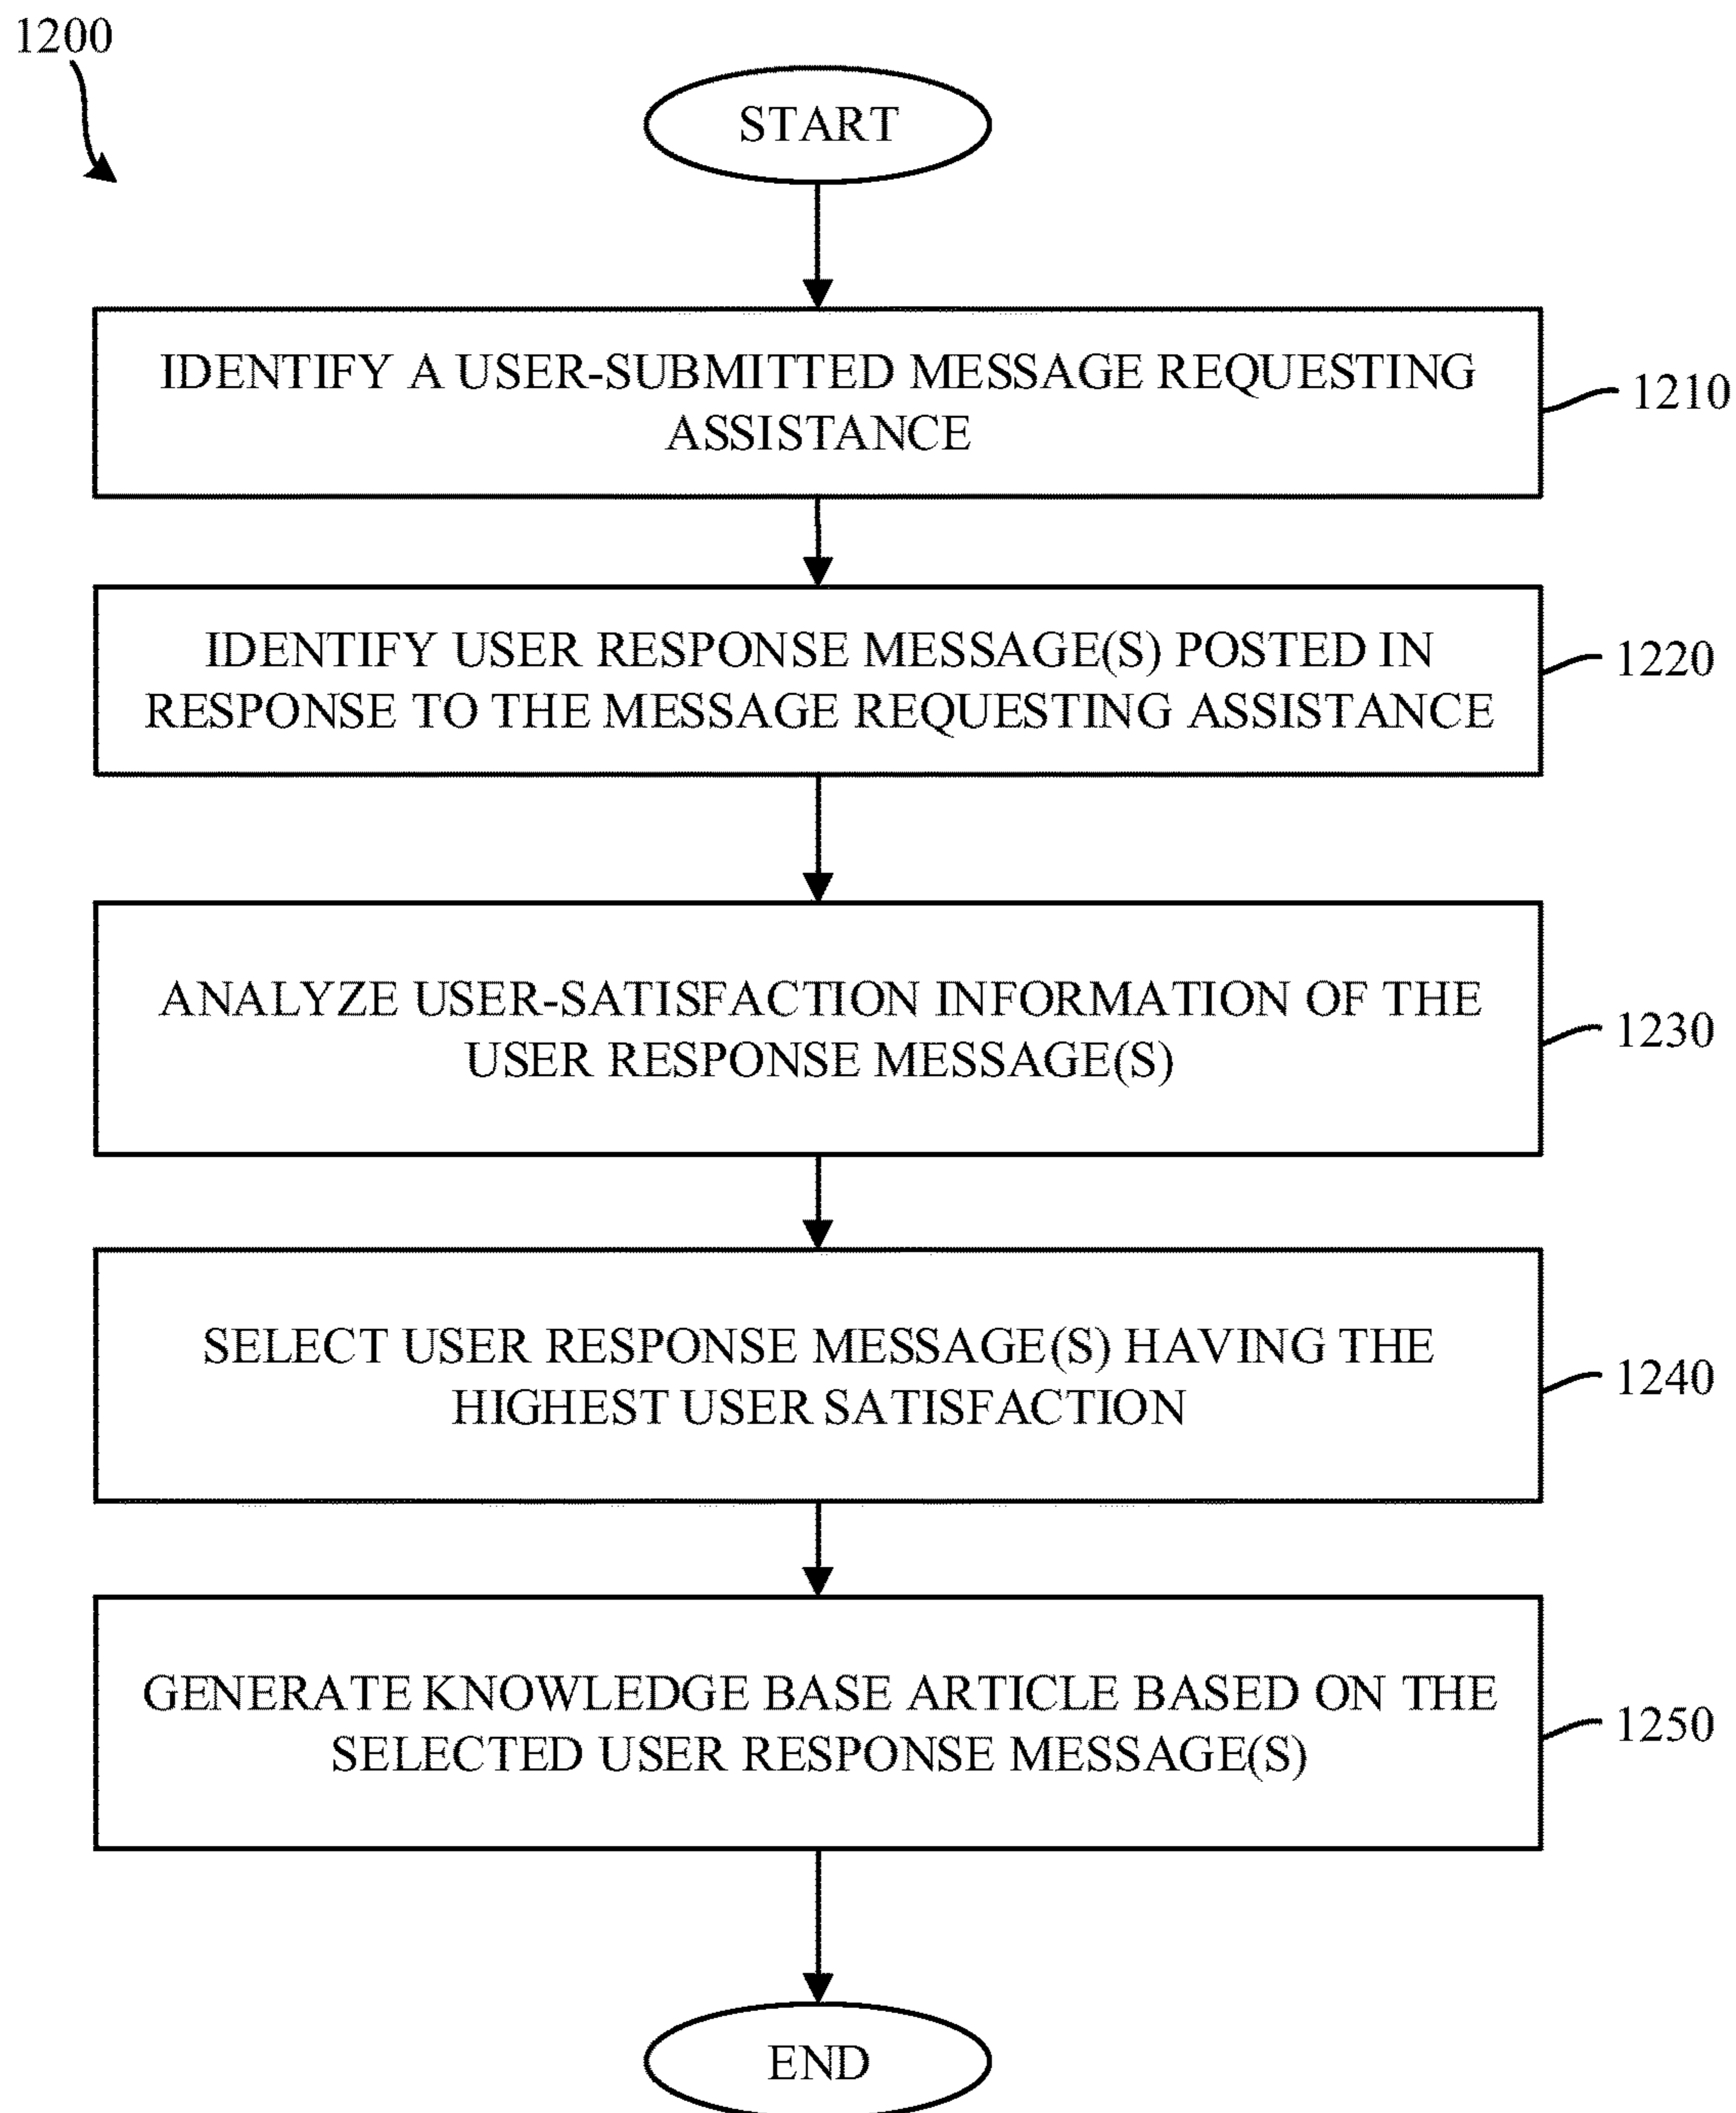 1200
START
IDENTIFY A USER-SUBMITTED MESSAGE REQUESTING
ASSISTANCE
1210
IDENTIFY USER RESPONSE MESSAGE(S) POSTED IN
RESPONSE TO THE MESSAGE REQUESTING ASSISTANCE
1220
ANALYZE USER-SATISFACTION INFORMATION OF THE
USER RESPONSE MESSAGE(S)
1230
SELECT USER RESPONSE MESSAGE(S) HAVING THE
HIGHEST USER SATISFACTION
1240
GENERATE KNOWLEDGE BASE ARTICLE BASED ON THE
SELECTED USER RESPONSE MESSAGE(S)
1250
END